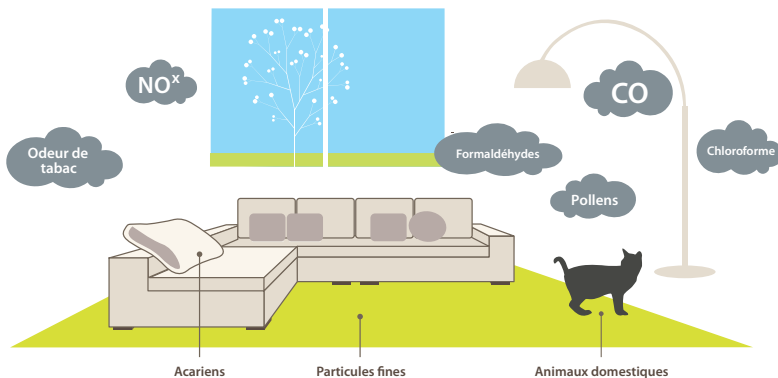 NOx
CO
Odeur de
tabac
Formaldéhydes
Chloroforme
Pollens
Acariens
Particules fines
Animaux domestiques